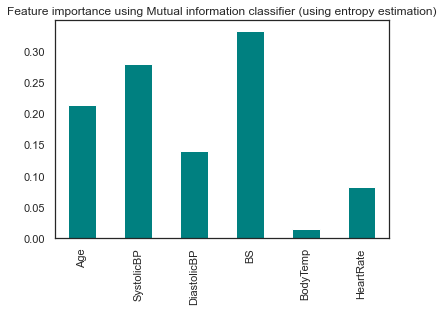 Feature importance using Mutual information classifier (using entropy estimation)
0.30
0.25
0.20
0.15
0.10
0.05
0.00
Age
SystolicBP
DiastolicBP
BS
BodyTemp
HeartRate